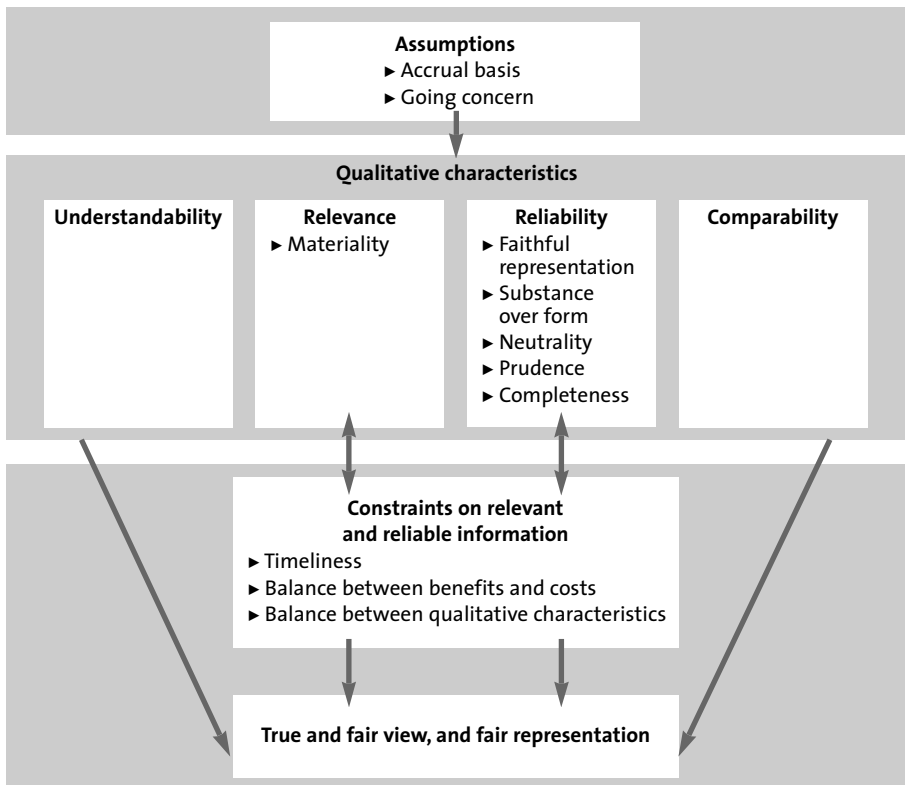 Assumptions
► Accrual basis
► Going concern
Qualitative characteristics
Understandability
Relevance
► Materiality
Reliability
► Faithful
representation
► Substance
over form
► Neutrality
► Prudence
► Completeness
Comparability
Constraints on relevant
and reliable information
► Timeliness
► Balance between benefits and costs
► Balance between qualitative characteristics
True and fair view, and fair representation